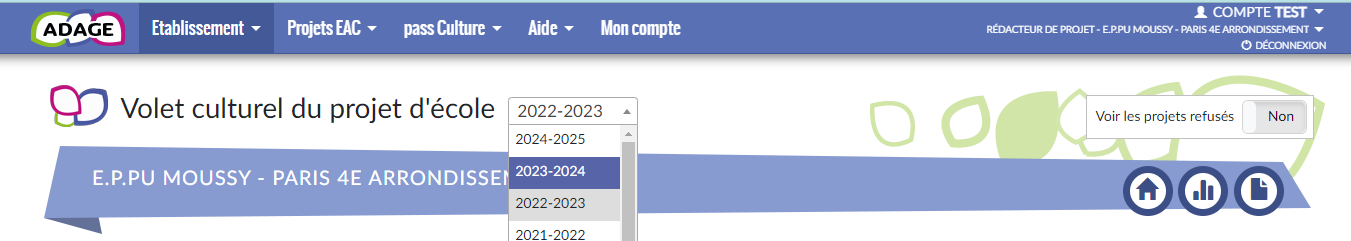 ADAGE
Etablissement
Projets EAC
pass Culture
Aide
Mon compte
COMPTE TEST
RÉDACTEUR DE PROJET - E.P.PU MOUSSY - PARIS 4E ARRONDISSEMENT
DÉCONNEXION
Volet culturel du projet d'école
2022-2023
Voir les projets refusés
Non
2024-2025
2023-2024
2022-2023
2021-2022
E.P.PU MOUSSY - PARIS 4E ARRONDISSEM